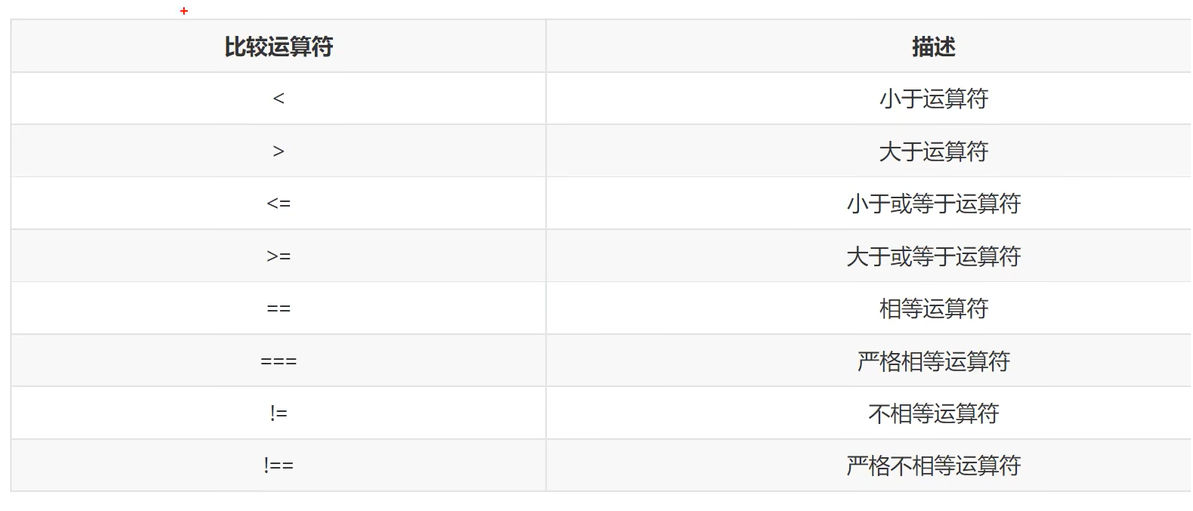 比较运算符 描述
< 小于运算符
> 大于运算符
<= 小于或等于运算符
>= 大于或等于运算符
== 相等运算符
=== 严格相等运算符
!= 不相等运算符
!== 严格不相等运算符